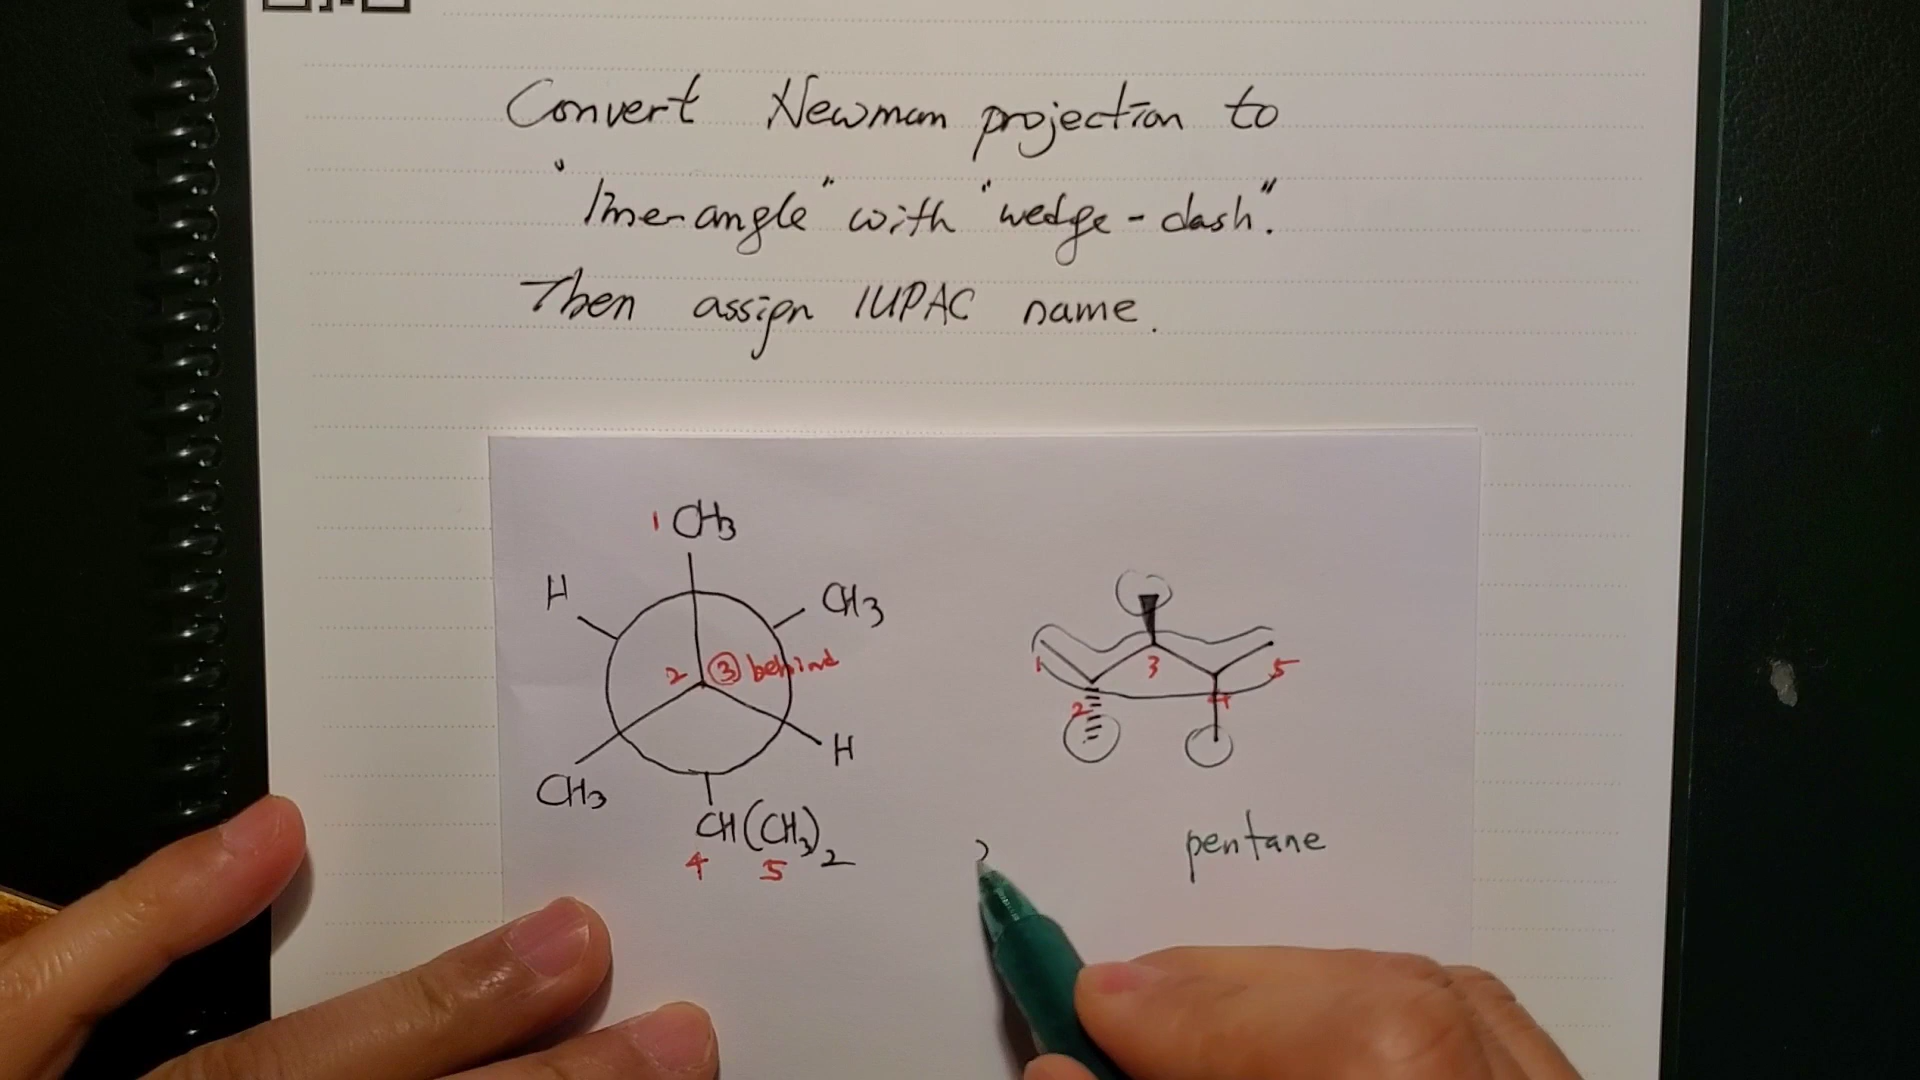 Convert Newman projection to
"line-angle" with "wedge-dash".
Then assign IUPAC name.
1 CH3
H
CH3
2 ③ behind
H
CH3
CH(CH3)2
4 5
1 3 5
2 4
pentane
2